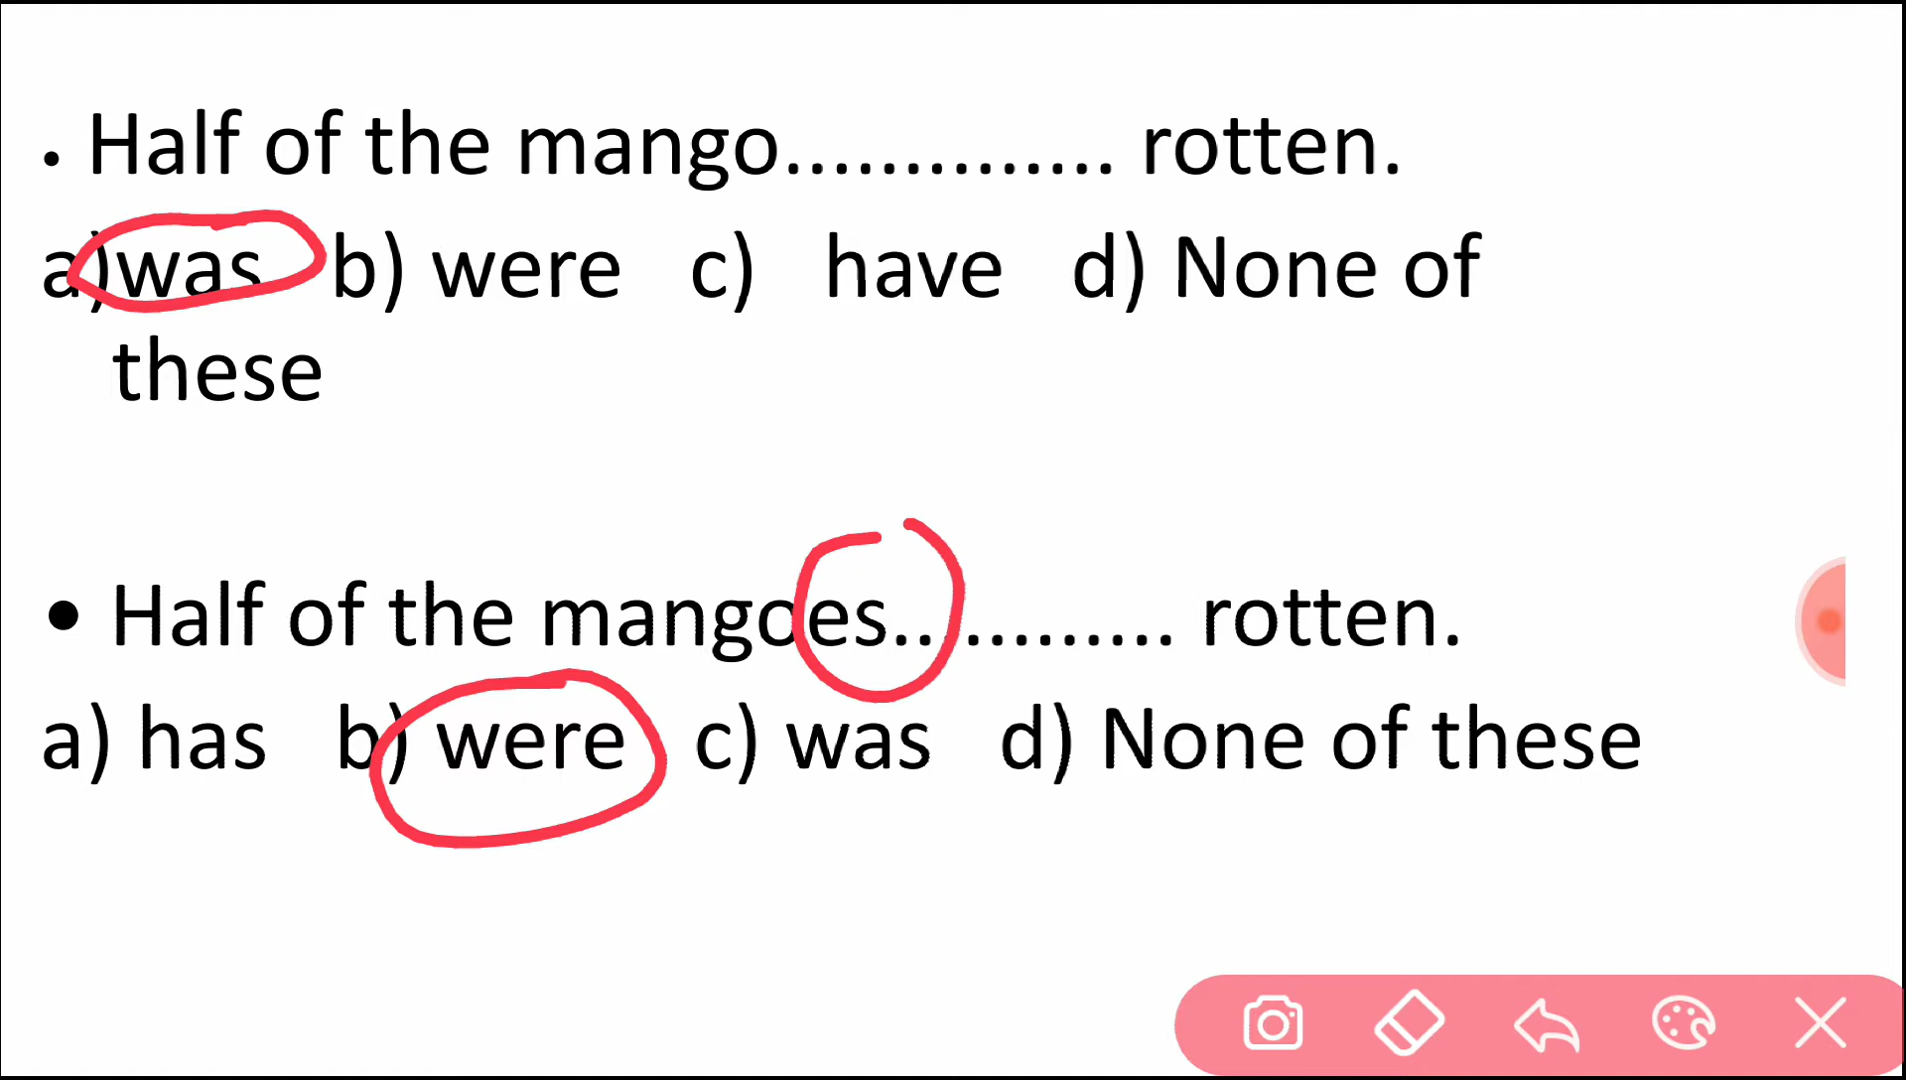 • Half of the mango.............. rotten.
a)was b) were c) have d) None of
these
• Half of the mangoes............ rotten.
a) has b) were c) was d) None of these